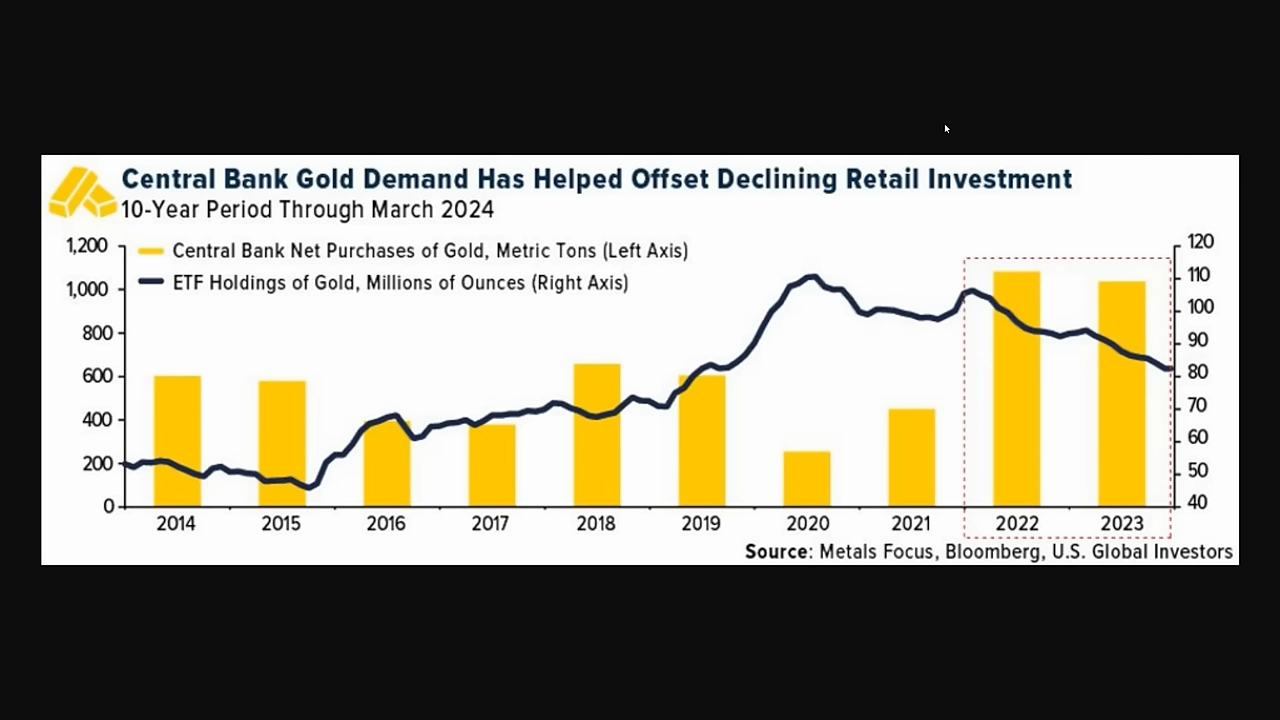 Central Bank Gold Demand Has Helped Offset Declining Retail Investment
10-Year Period Through March 2024
Central Bank Net Purchases of Gold, Metric Tons (Left Axis)
ETF Holdings of Gold, Millions of Ounces (Right Axis)
1,200
1,000
800
600
400
200
0
120
110
100
90
80
70
60
50
40
2014 2015 2016 2017 2018 2019 2020 2021 2022 2023
Source: Metals Focus, Bloomberg, U.S. Global Investors